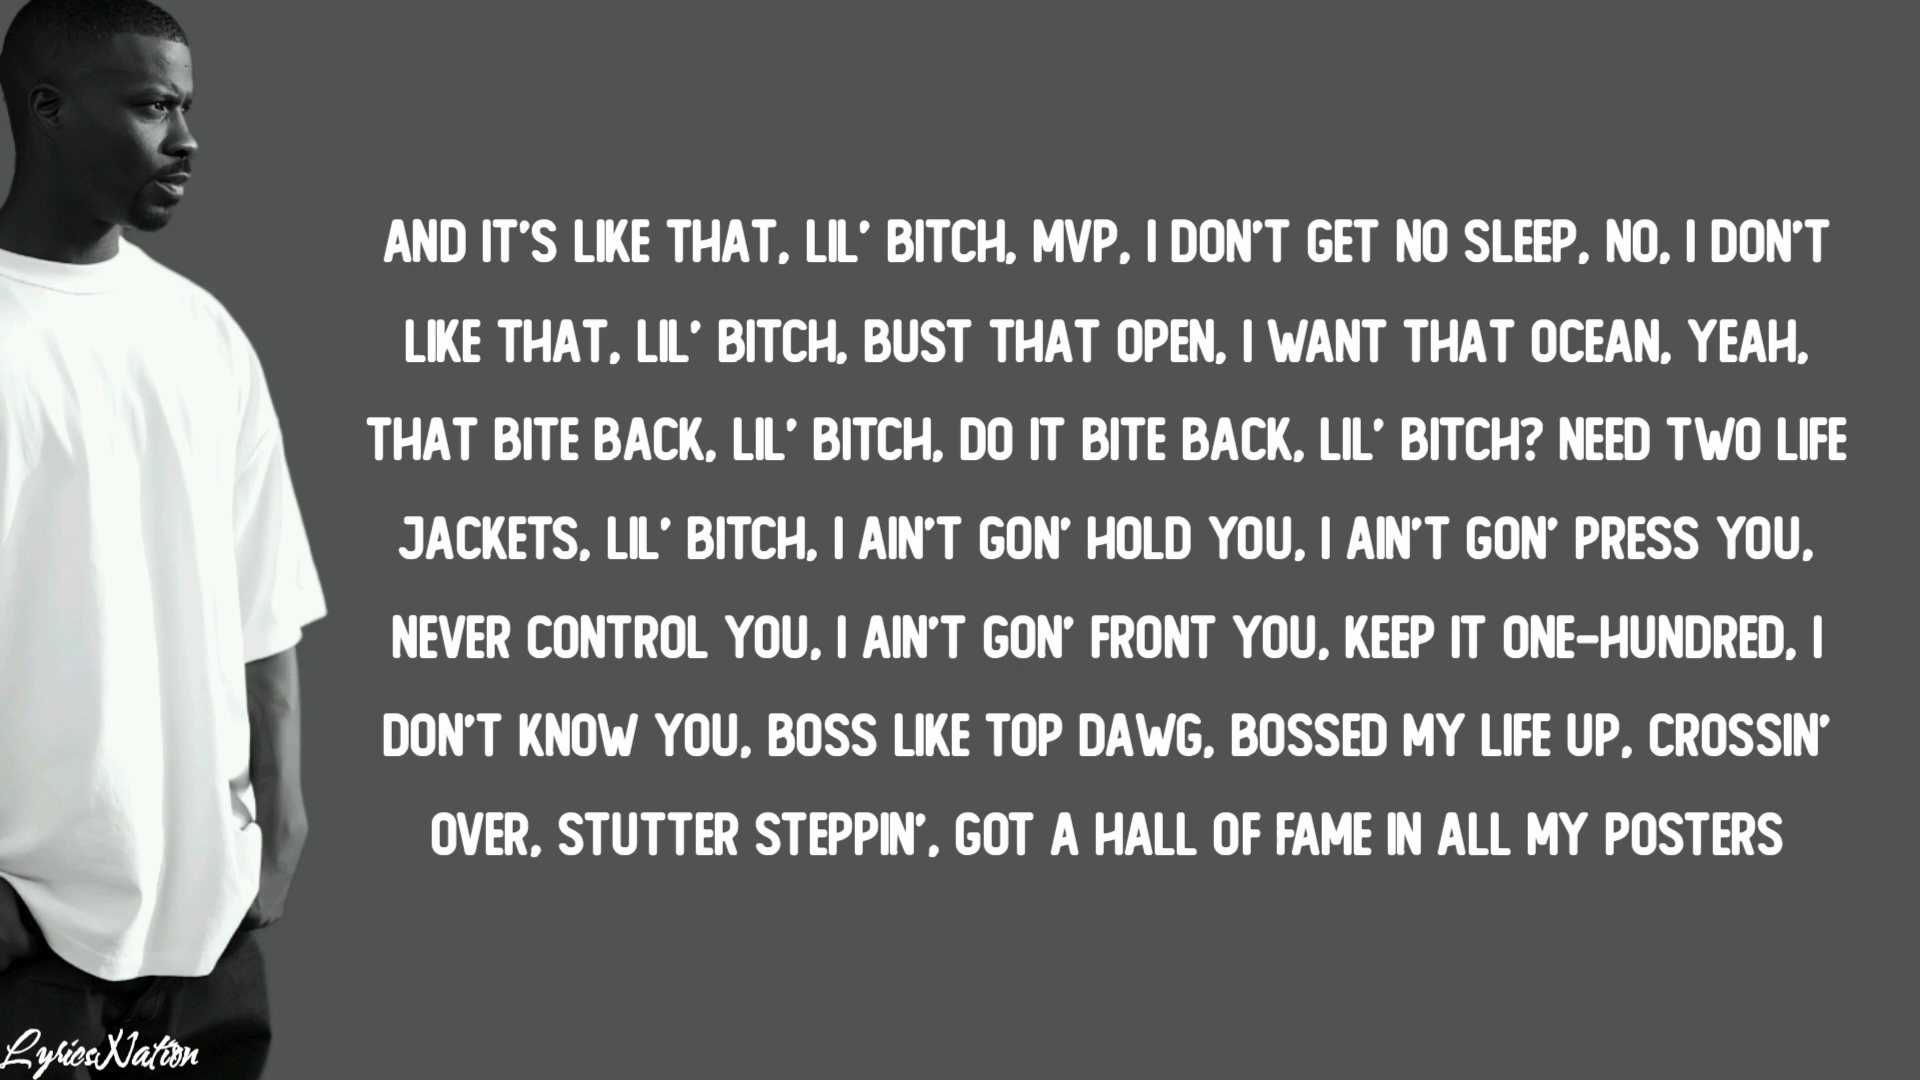 AND IT'S LIKE THAT, LIL' BITCH, MVP, I DON'T GET NO SLEEP, NO, I DON'T
LIKE THAT, LIL' BITCH, BUST THAT OPEN, I WANT THAT OCEAN, YEAH,
THAT BITE BACK, LIL' BITCH, DO IT BITE BACK, LIL' BITCH? NEED TWO LIFE
JACKETS, LIL' BITCH, I AIN'T GON' HOLD YOU, I AIN'T GON' PRESS YOU,
NEVER CONTROL YOU, I AIN'T GON' FRONT YOU, KEEP IT ONE-HUNDRED, I
DON'T KNOW YOU, BOSS LIKE TOP DAWG, BOSSED MY LIFE UP, CROSSIN'
OVER, STUTTER STEPPIN', GOT A HALL OF FAME IN ALL MY POSTERS
LyricsNation